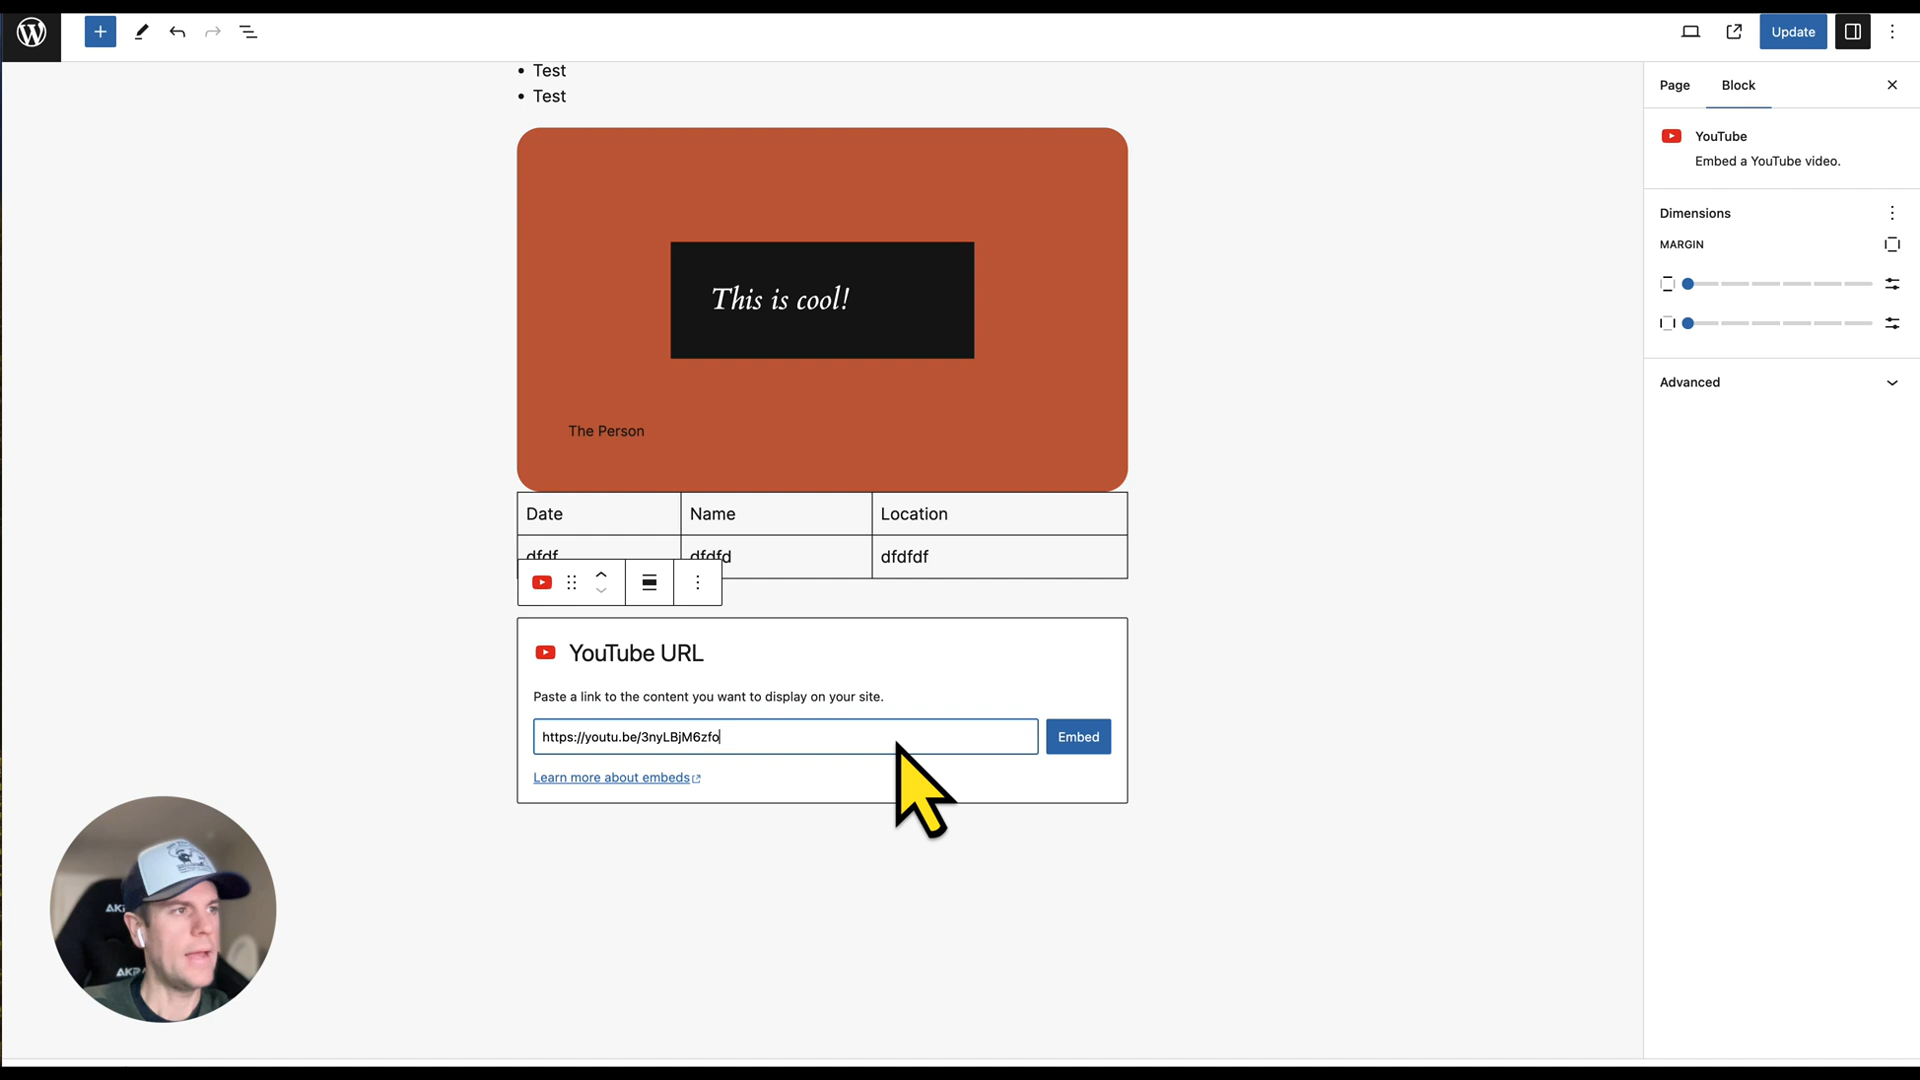 Update
Test
Test
Page
Block
YouTube
Embed a YouTube video.
Dimensions
MARGIN
This is cool!
Advanced
The Person
Date
Name
Location
dfdf
dfdfd
dfdfdf
YouTube URL
Paste a link to the content you want to display on your site.
https://youtu.be/3nyLBjM6zfo
Embed
Learn more about embeds